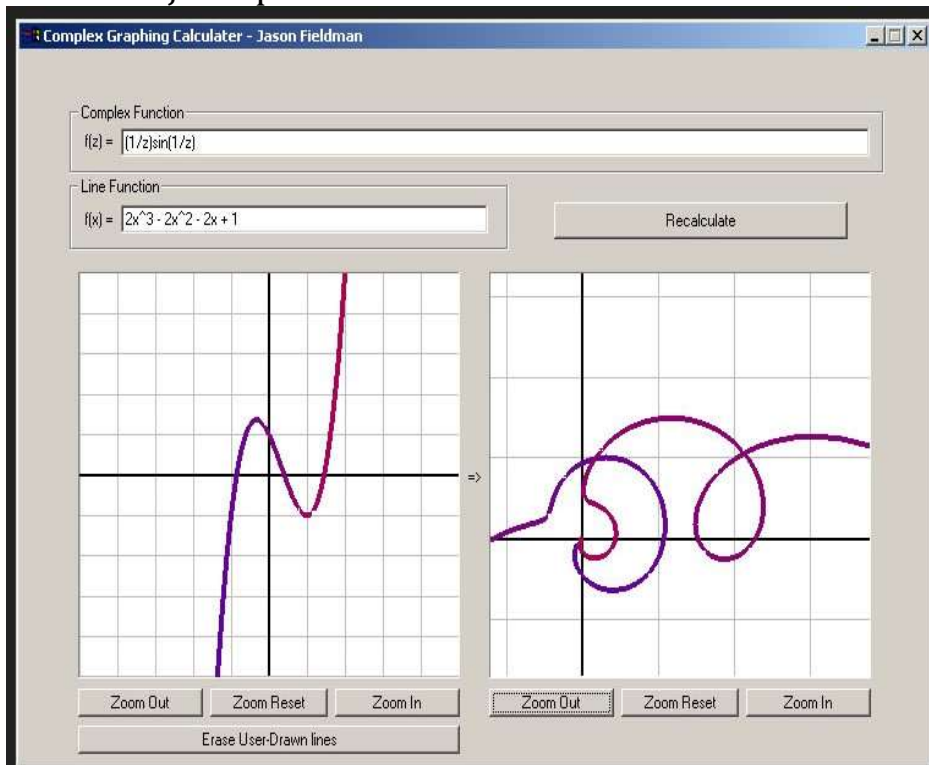 Complex Graphing Calculater - Jason Fieldman
Complex Function
f(z) = (1/z)sin(1/z)
Line Function
f(x) = 2x^3 - 2x^2 - 2x + 1
Recalculate
=>
Zoom Out Zoom Reset Zoom In Zoom Out Zoom Reset Zoom In
Erase User-Drawn lines